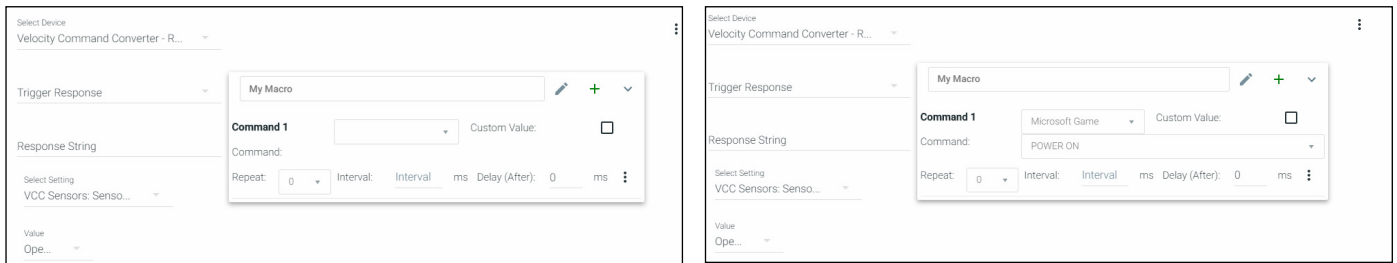 Select Device
Velocity Command Converter - R...
Trigger Response
My Macro
Command 1
Custom Value:
Response String
Command:
Select Setting
Repeat: 0 Interval: Interval ms Delay (After): 0 ms
VCC Sensors: Senso...
Value
Ope...
Select Device
Velocity Command Converter - R...
Trigger Response
My Macro
Command 1 Microsoft Game Custom Value:
Response String
Command: POWER ON
Select Setting
Repeat: 0 Interval: Interval ms Delay (After): 0 ms
VCC Sensors: Senso...
Value
Ope...